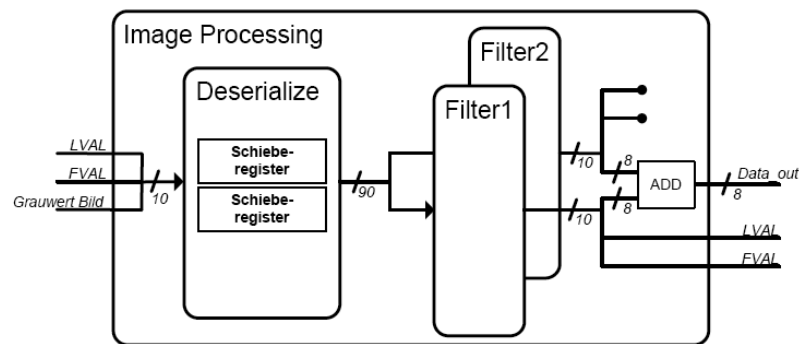 Image Processing
Filter2
Deserialize
Filter1
Schiebe-
register
Schiebe-
register
LVAL
FVAL
Grauwert Bild
10
90
10
10
8
8
ADD
Data_out
8
LVAL
FVAL